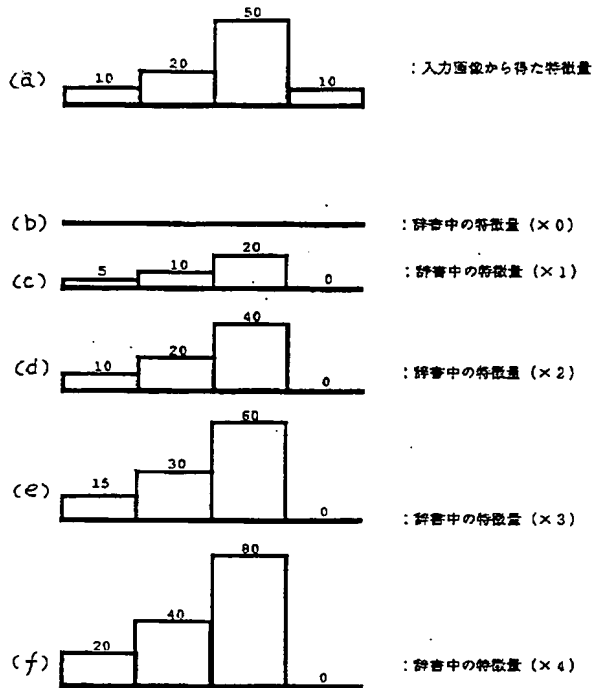 50
20
10
10
(a)
:入力画像から得た特徴量
(b)
:辞書中の特徴量(×0)
20
10
5
0
(c)
:辞書中の特徴量(×1)
40
20
10
0
(d)
:辞書中の特徴量(×2)
60
30
15
0
(e)
:辞書中の特徴量(×3)
80
40
20
0
(f)
:辞書中の特徴量(×4)